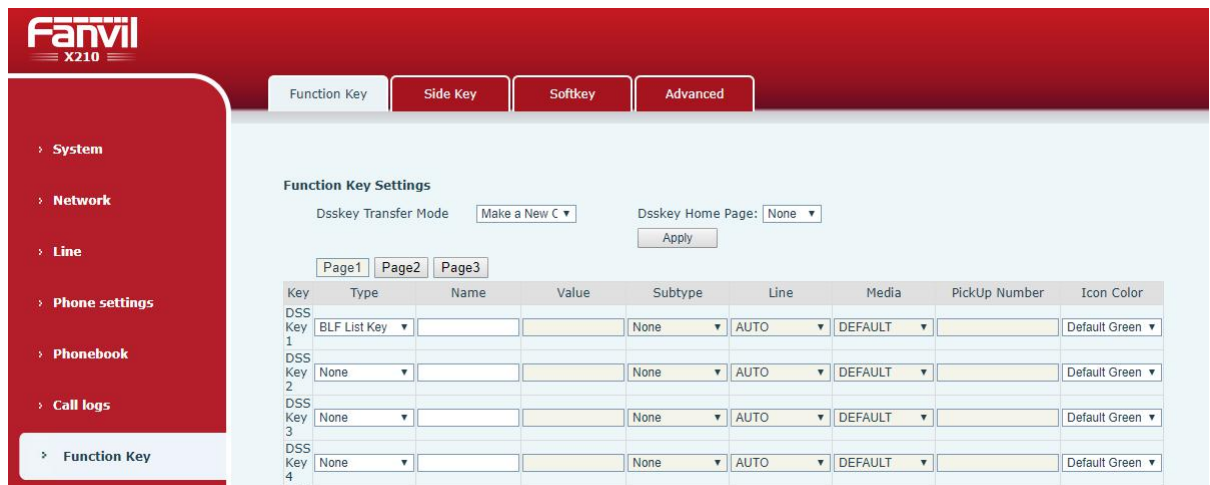 Fanvil
X210
Function Key Side Key Softkey Advanced
System
Network
Line
Phone settings
Phonebook
Call logs
Function Key
Function Key Settings
Dsskey Transfer Mode Make a New C Dsskey Home Page: None
Apply
Page1 Page2 Page3
Key Type Name Value Subtype Line Media PickUp Number Icon Color
DSS Key 1 BLF List Key None AUTO DEFAULT Default Green
DSS Key 2 None None AUTO DEFAULT Default Green
DSS Key 3 None None AUTO DEFAULT Default Green
DSS Key 4 None None AUTO DEFAULT Default Green